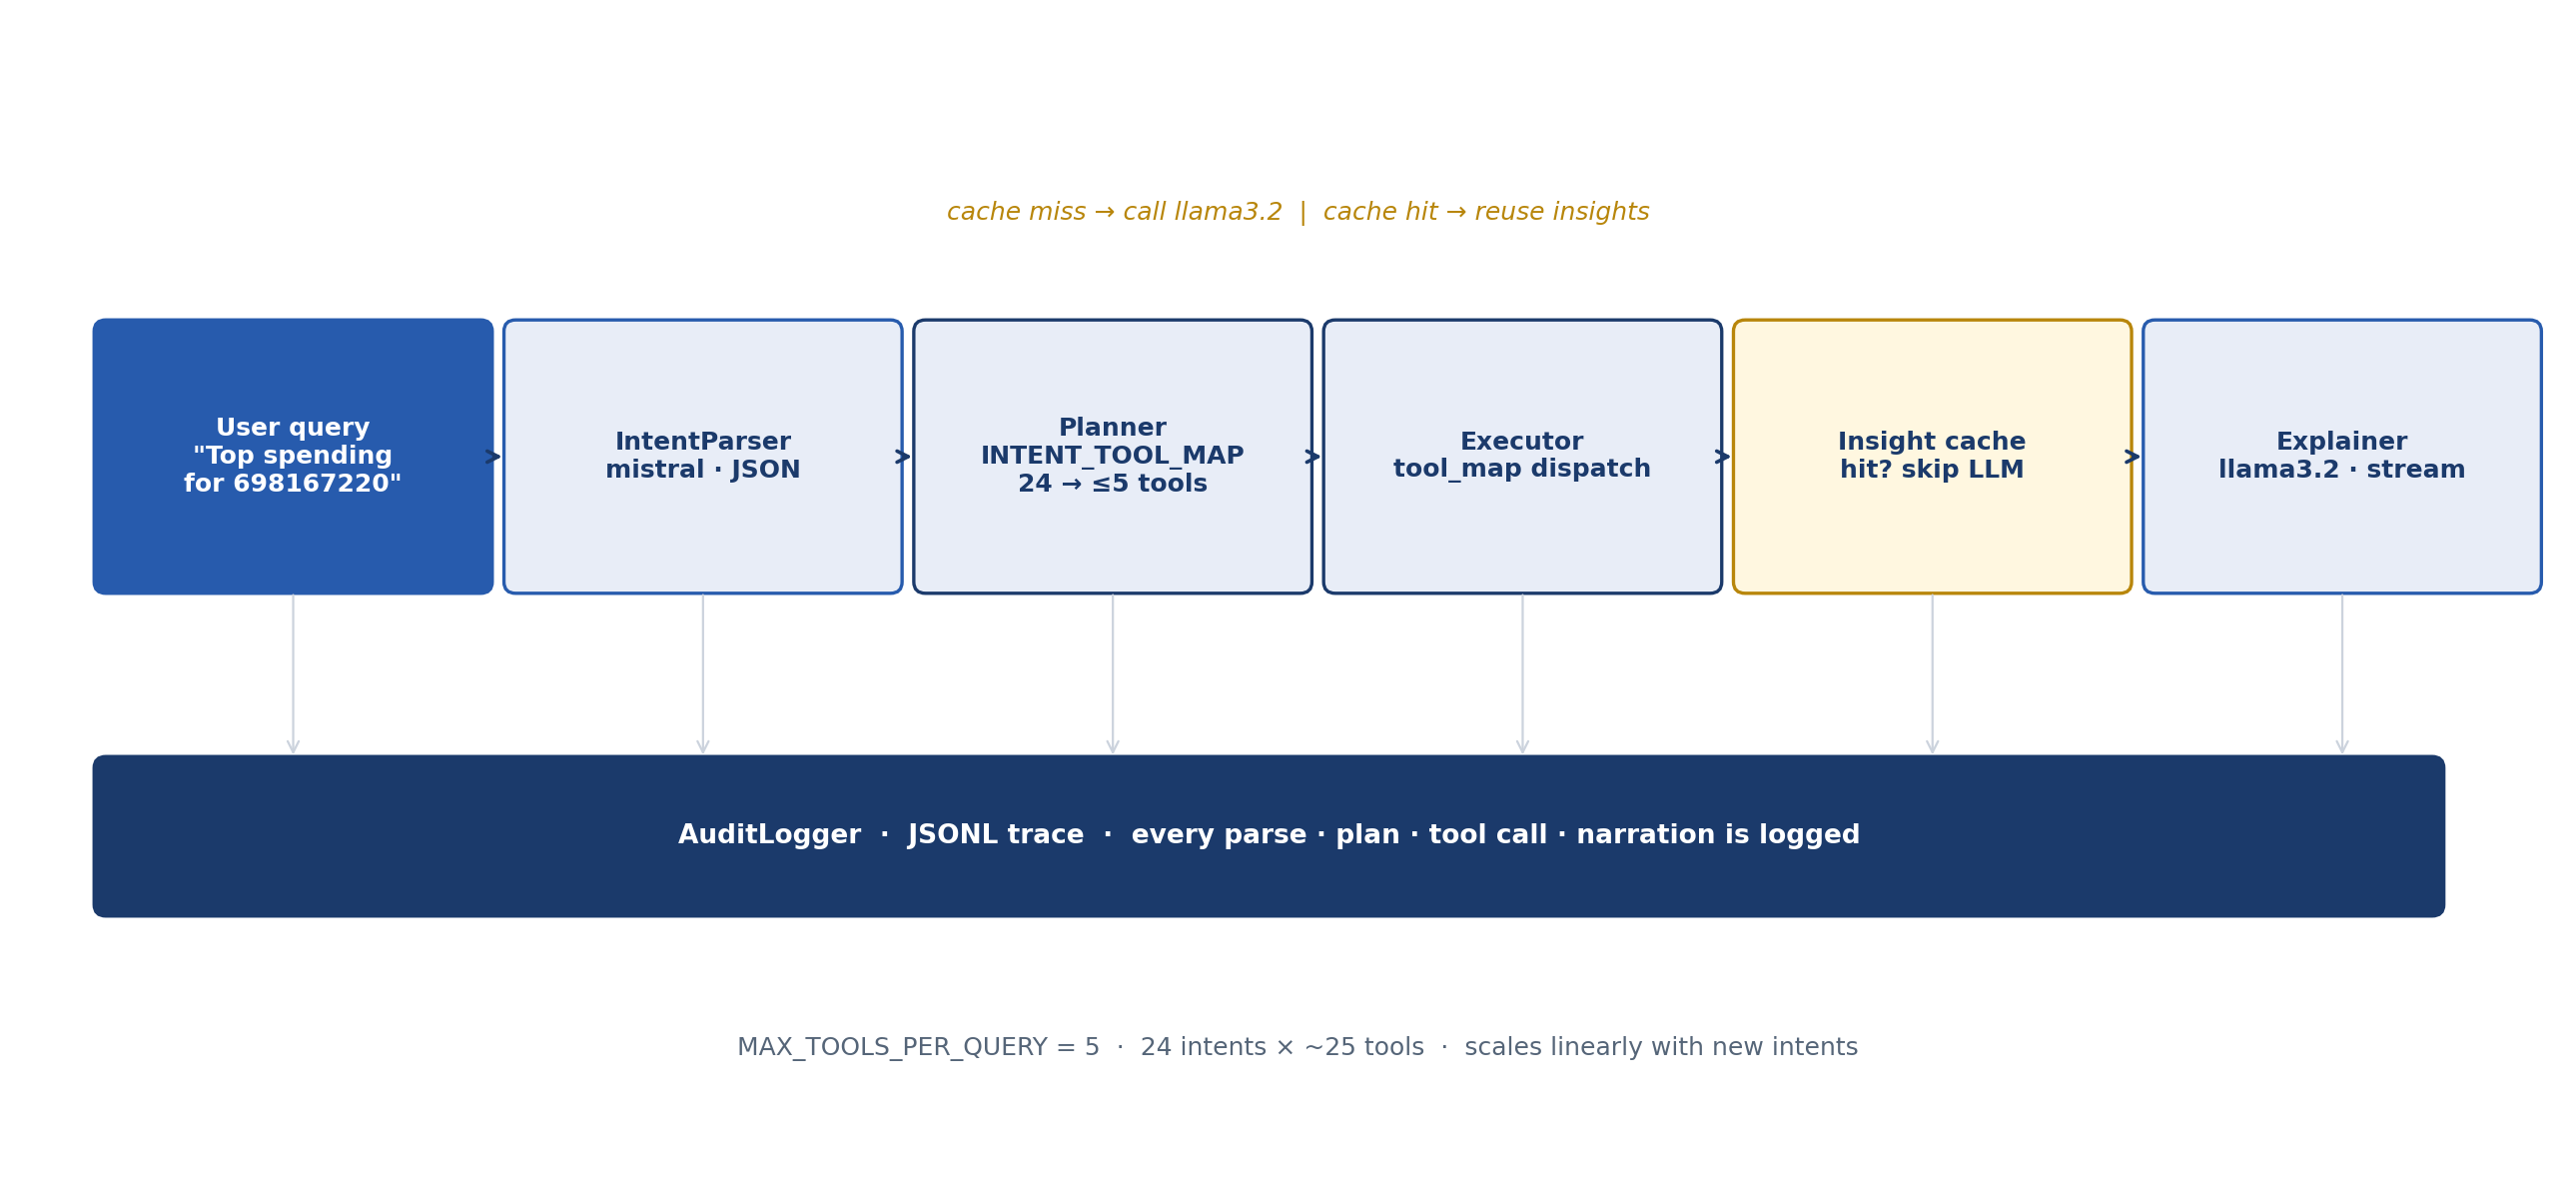 cache miss → call llama3.2 | cache hit → reuse insights
User query
"Top spending
for 698167220"
IntentParser
mistral · JSON
Planner
INTENT_TOOL_MAP
24 → ≤5 tools
Executor
tool_map dispatch
Insight cache
hit? skip LLM
Explainer
llama3.2 · stream
AuditLogger · JSONL trace · every parse · plan · tool call · narration is logged
MAX_TOOLS_PER_QUERY = 5 · 24 intents × ~25 tools · scales linearly with new intents